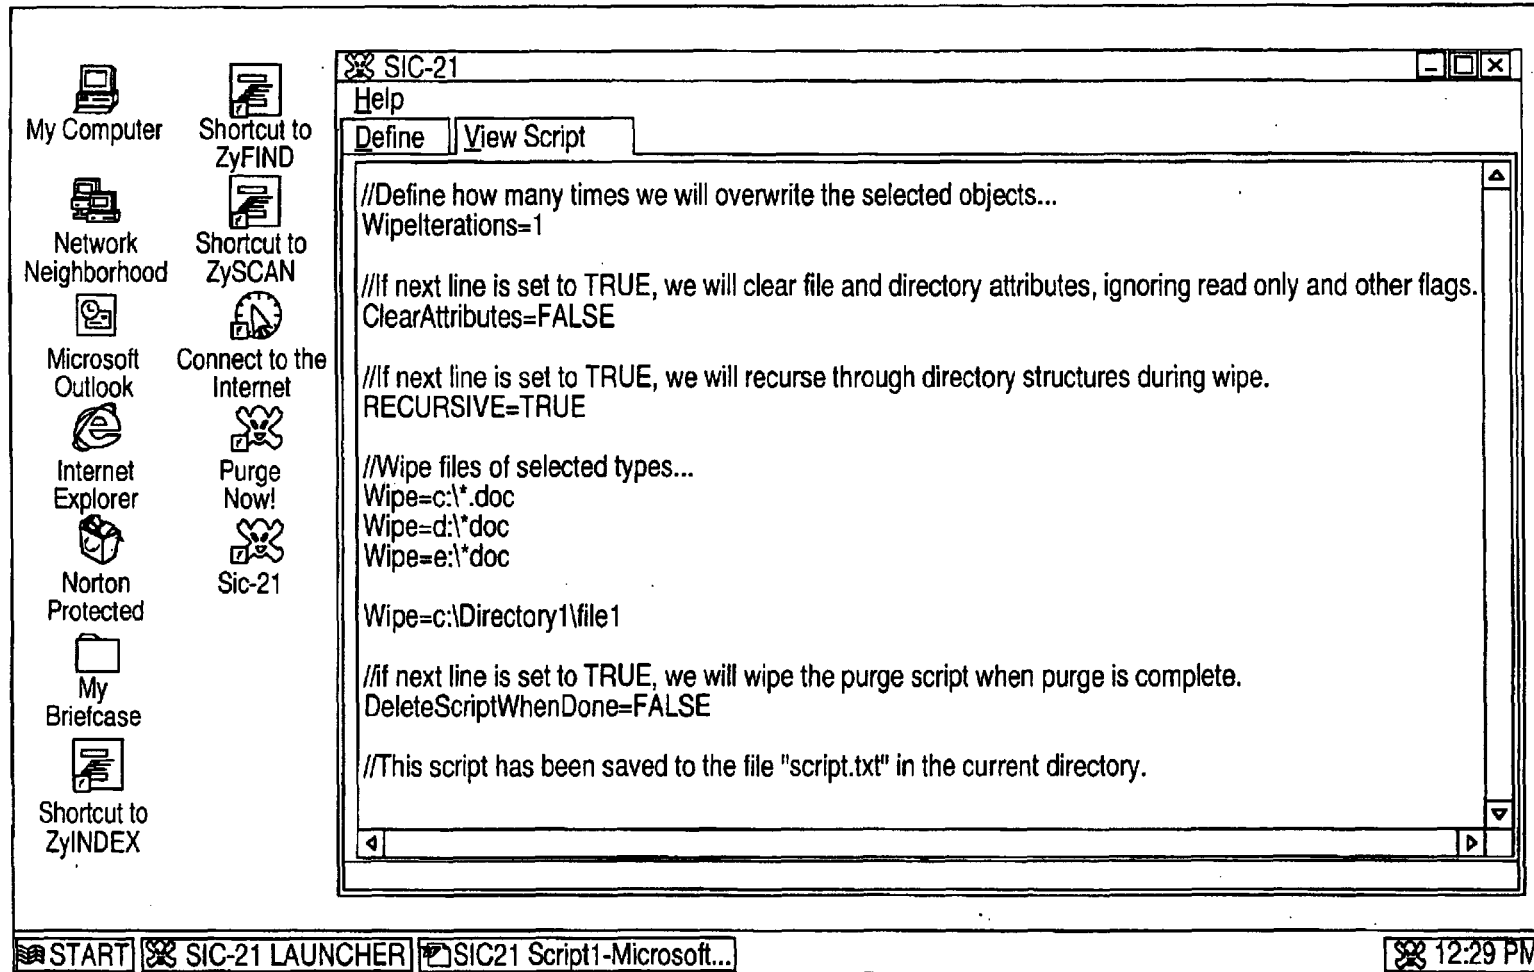 My Computer
Network
Neighborhood
Microsoft
Outlook
Internet
Explorer
Norton
Protected
My
Briefcase
Shortcut to
ZyINDEX
Shortcut to
ZyFIND
Shortcut to
ZySCAN
Connect to the
Internet
Purge
Now!
Sic-21
SIC-21
Help
Define View Script
//Define how many times we will overwrite the selected objects...
WipeIterations=1
//If next line is set to TRUE, we will clear file and directory attributes, ignoring read only and other flags.
ClearAttributes=FALSE
//If next line is set to TRUE, we will recurse through directory structures during wipe.
RECURSIVE=TRUE
//Wipe files of selected types...
Wipe=c:\*.doc
Wipe=d:\*doc
Wipe=e:\*doc
Wipe=c:\Directory1\file1
//if next line is set to TRUE, we will wipe the purge script when purge is complete.
DeleteScriptWhenDone=FALSE
//This script has been saved to the file "script.txt" in the current directory.
START SIC-21 LAUNCHER SIC21 Script1-Microsoft... 12:29 PM